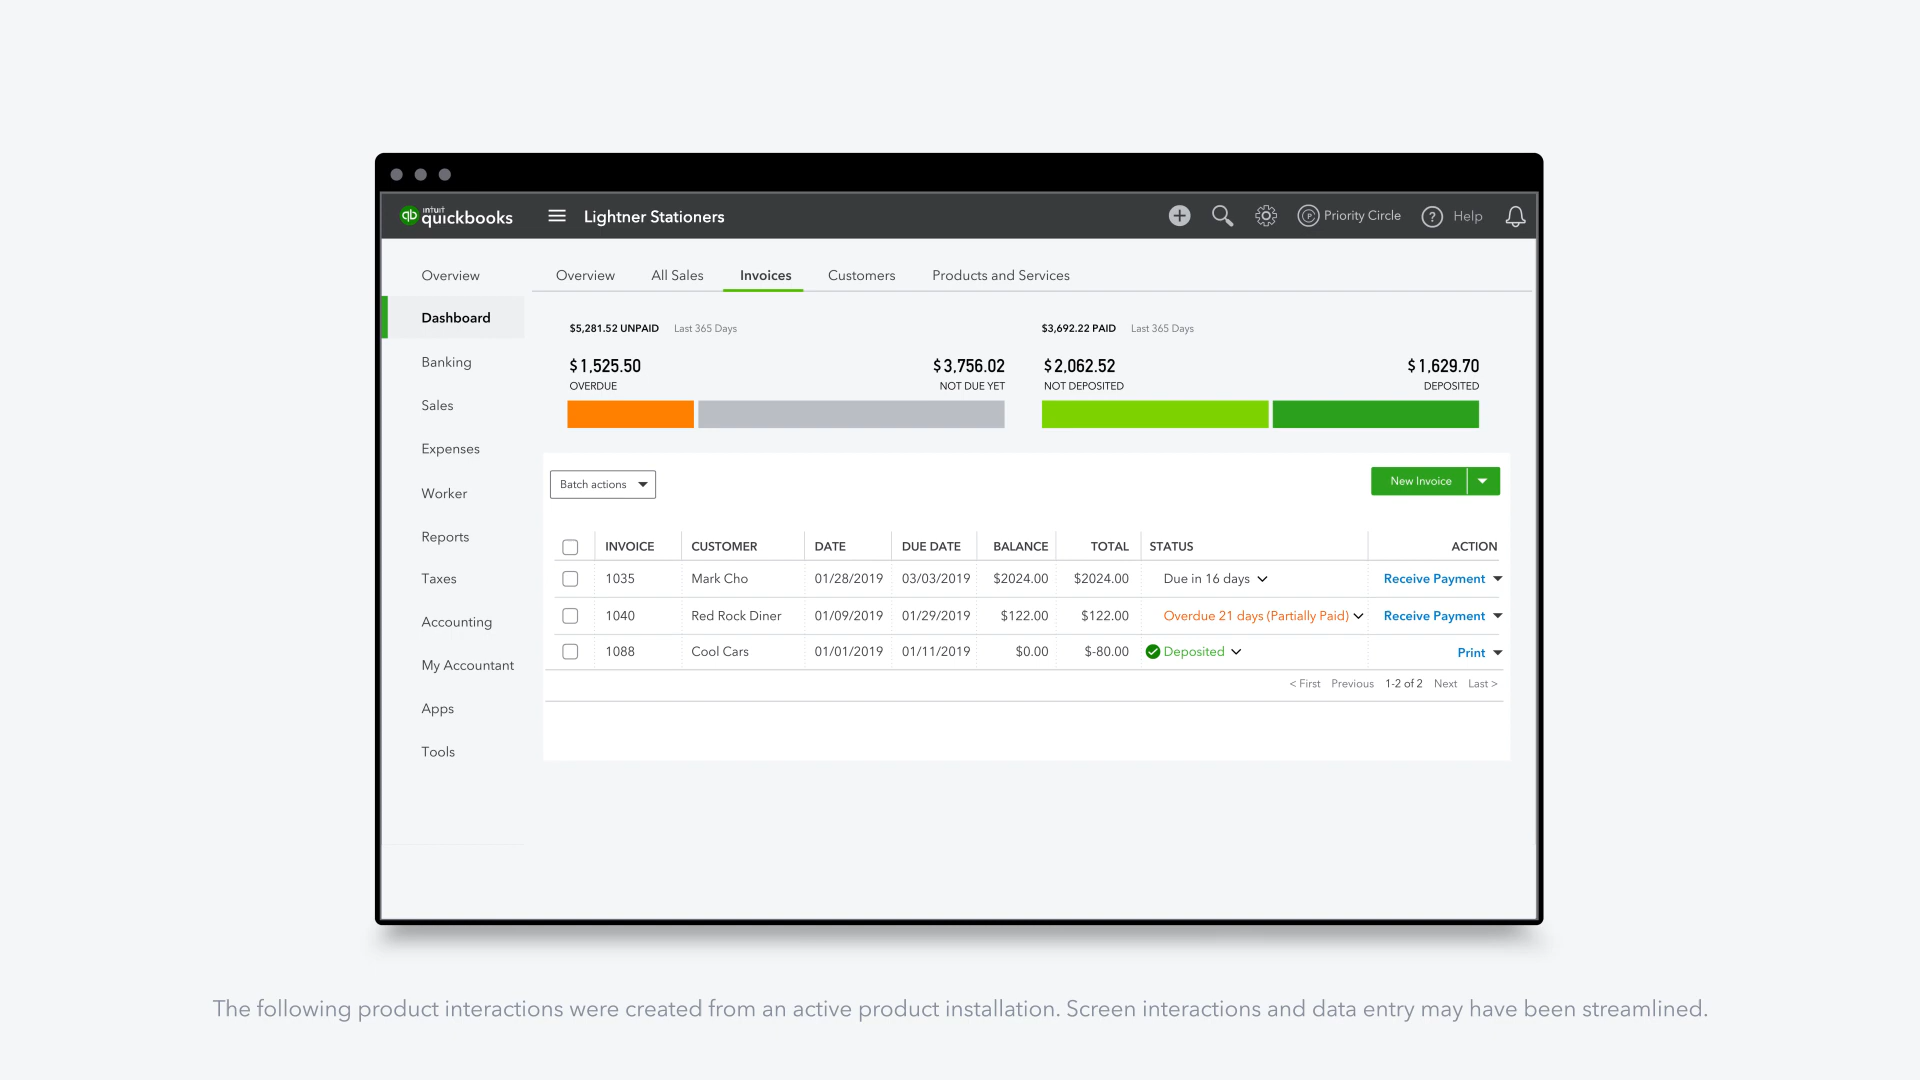 intuit
quickbooks
Lightner Stationers
Priority Circle
Help
Overview
Dashboard
Banking
Sales
Expenses
Worker
Reports
Taxes
Accounting
My Accountant
Apps
Tools
Overview All Sales Invoices Customers Products and Services
$5,281.52 UNPAID Last 365 Days
$1,525.50 $3,756.02
OVERDUE NOT DUE YET
$3,692.22 PAID Last 365 Days
$2,062.52 $1,629.70
NOT DEPOSITED DEPOSITED
Batch actions New Invoice
INVOICE CUSTOMER DATE DUE DATE BALANCE TOTAL STATUS ACTION
1035 Mark Cho 01/28/2019 03/03/2019 $2024.00 $2024.00 Due in 16 days Receive Payment
1040 Red Rock Diner 01/09/2019 01/29/2019 $122.00 $122.00 Overdue 21 days (Partially Paid) Receive Payment
1088 Cool Cars 01/01/2019 01/11/2019 $0.00 $-80.00 Deposited Print
< First Previous 1-2 of 2 Next Last >
The following product interactions were created from an active product installation. Screen interactions and data entry may have been streamlined.